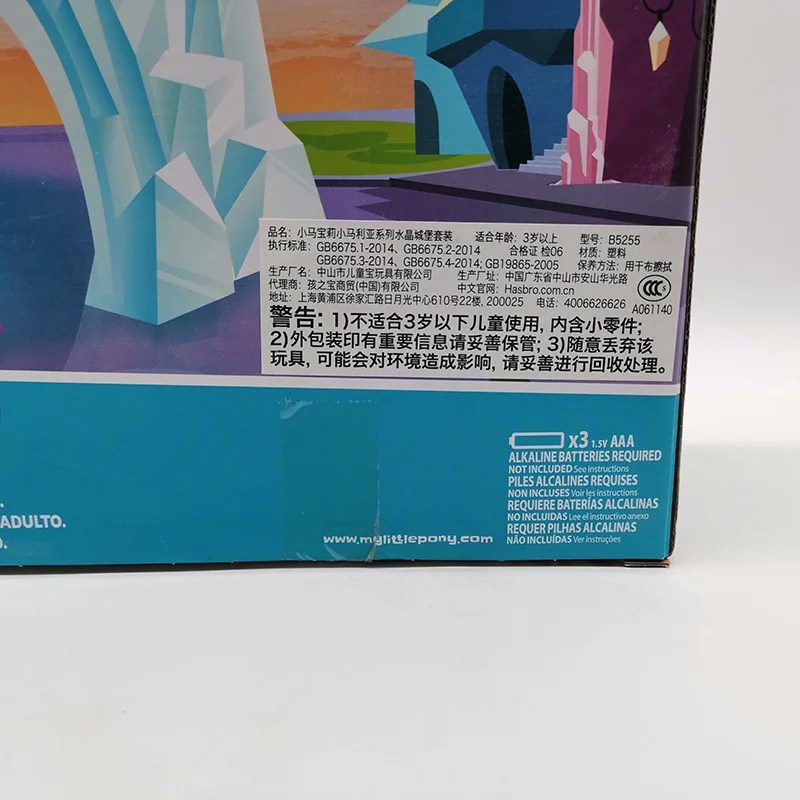 品名: 小马宝莉小马利亚系列水晶城堡套装 适合年龄: 3岁以上 型号: B5255
执行标准: GB6675.1-2014、GB6675.2-2014 合格证 检06 材质: 塑料
GB6675.3-2014、GB6675.4-2014; GB19865-2005 保养方法: 用干布擦拭
生产厂名: 中山市儿童宝玩具有限公司 生产厂址: 中国广东省中山市安山华光路
代理商: 孩之宝商贸(中国)有限公司 中文官网: Hasbro.com.cn
地址: 上海黄浦区徐家汇路日月光中心610号22楼, 200025 电话: 4006626626
CCC
A061140
警告: 1)不适合3岁以下儿童使用, 内含小零件;
2)外包装印有重要信息请妥善保管; 3)随意丢弃该
玩具, 可能会对环境造成影响, 请妥善进行回收处理。
x3 1.5V AAA
ALKALINE BATTERIES REQUIRED
NOT INCLUDED See instructions
PILES ALCALINES REQUISES
NON INCLUSES Voir les instructions
REQUIERE BATERÍAS ALCALINAS
NO INCLUIDAS Lee el instructivo anexo
REQUER PILHAS ALCALINAS
NÃO INCLUÍDAS Ver instruções
ADULTO.
www.mylittlepony.com